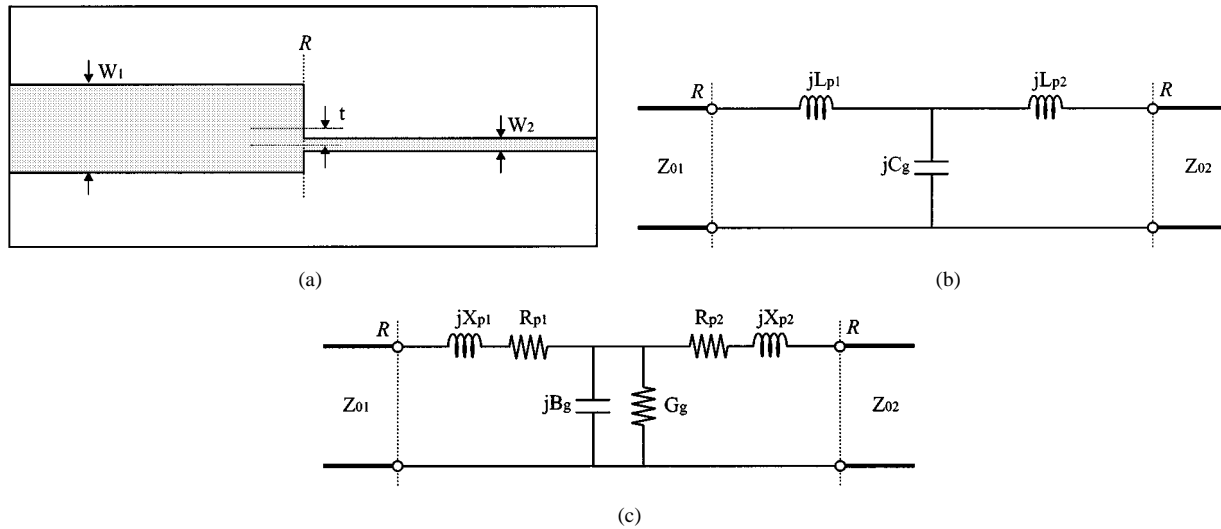 R
W1
t
W2
(a)
jLp1
jLp2
R
R
Z01
jCg
Z02
(b)
jXp1
Rp1
Rp2
jXp2
R
R
Z01
jBg
Gg
Z02
(c)